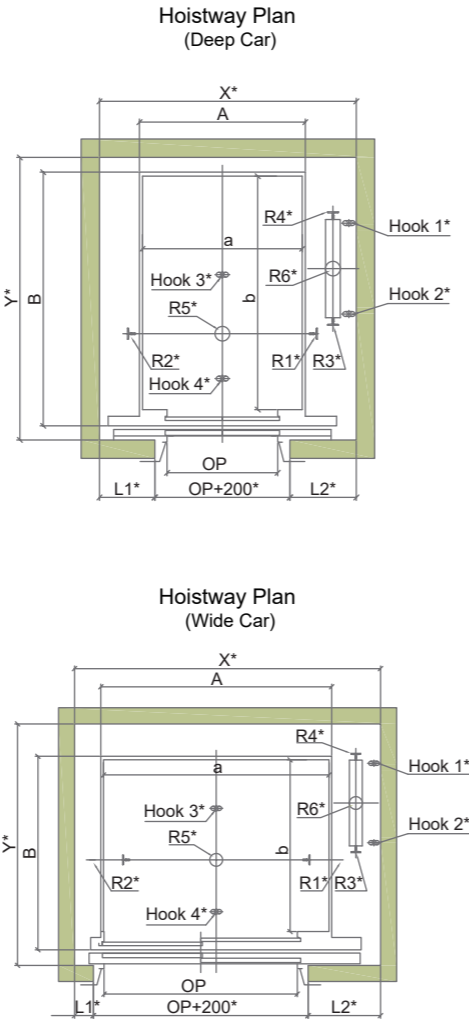 Hoistway Plan
(Deep Car)
X*
A
R4*
Hook 1*
a
Hook 3*
b
R6*
Y*
B
Hook 2*
R5*
R2*
R1*
R3*
Hook 4*
OP
L1*
OP+200*
L2*
Hoistway Plan
(Wide Car)
X*
A
R4*
Hook 1*
a
Hook 3*
R6*
Y*
B
R5*
b
Hook 2*
R2*
R1*
R3*
Hook 4*
OP
L1*
OP+200*
L2*